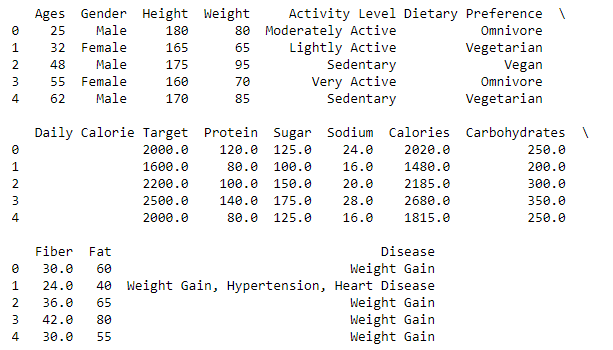 Ages Gender Height Weight Activity Level Dietary Preference \
0 25 Male 180 80 Moderately Active Omnivore
1 32 Female 165 65 Lightly Active Vegetarian
2 48 Male 175 95 Sedentary Vegan
3 55 Female 160 70 Very Active Omnivore
4 62 Male 170 85 Sedentary Vegetarian
Daily Calorie Target Protein Sugar Sodium Calories Carbohydrates \
0 2000.0 120.0 125.0 24.0 2020.0 250.0
1 1600.0 80.0 100.0 16.0 1480.0 200.0
2 2200.0 100.0 150.0 20.0 2185.0 300.0
3 2500.0 140.0 175.0 28.0 2680.0 350.0
4 2000.0 80.0 125.0 16.0 1815.0 250.0
Fiber Fat Disease
0 30.0 60 Weight Gain
1 24.0 40 Weight Gain, Hypertension, Heart Disease
2 36.0 65 Weight Gain
3 42.0 80 Weight Gain
4 30.0 55 Weight Gain